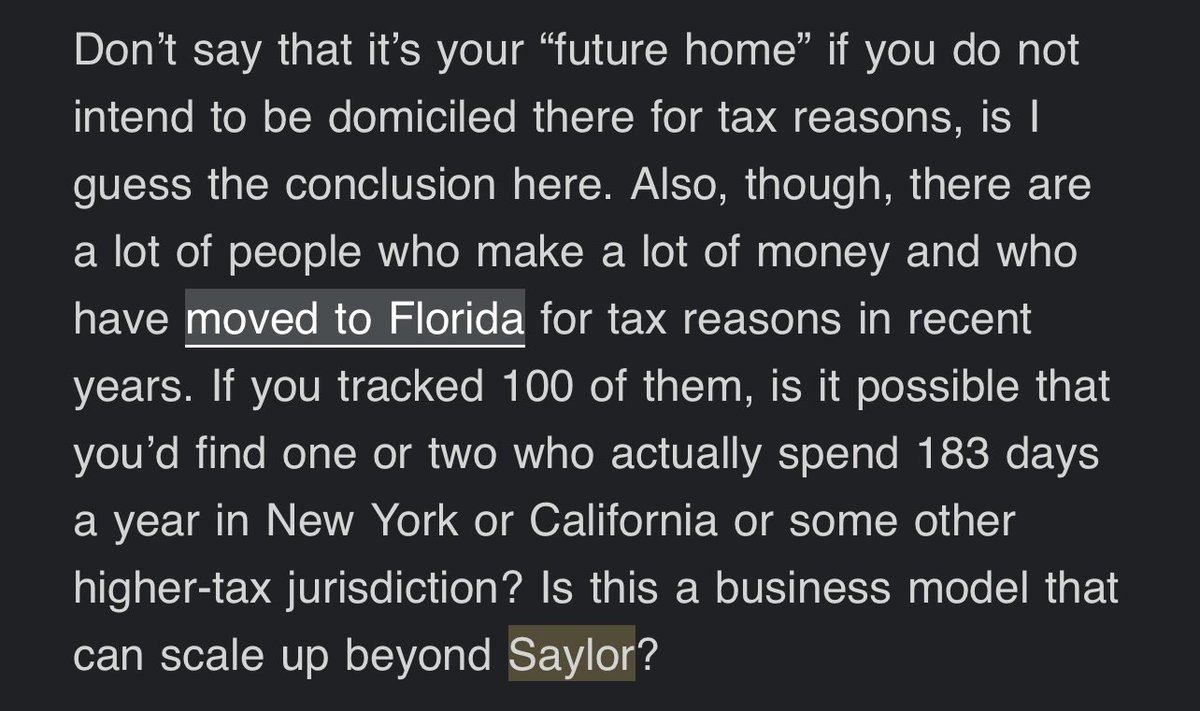 Don’t say that it’s your “future home” if you do not
intend to be domiciled there for tax reasons, is I
guess the conclusion here. Also, though, there are
a lot of people who make a lot of money and who
have moved to Florida for tax reasons in recent
years. If you tracked 100 of them, is it possible that
you’d find one or two who actually spend 183 days
a year in New York or California or some other
higher-tax jurisdiction? Is this a business model that
can scale up beyond Saylor?